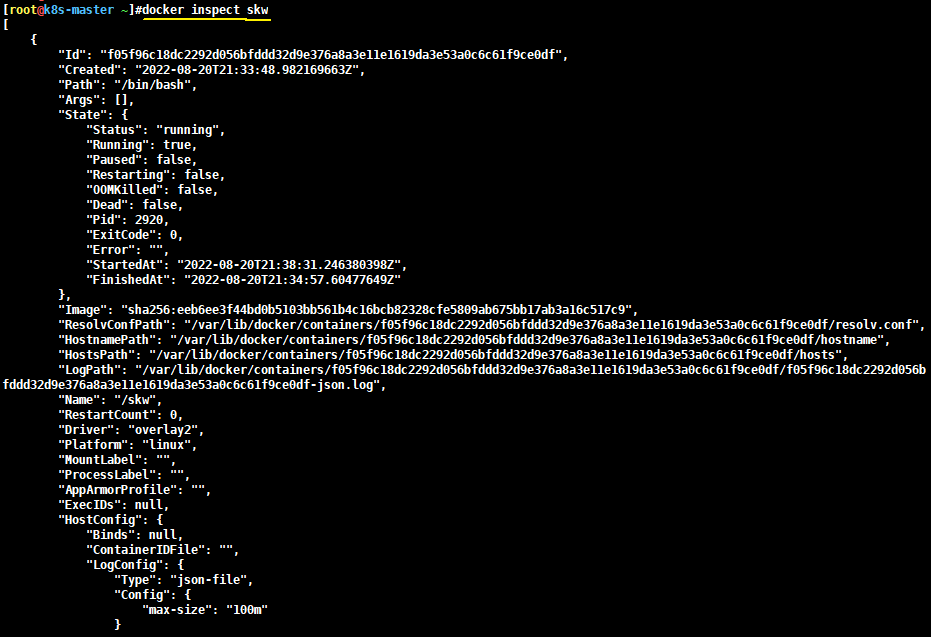 [root@k8s-master ~]#docker inspect skw
[
    {
        "Id": "f05f96c18dc2292d056bfddd32d9e376a8a3e11e1619da3e53a0c6c61f9ce0df",
        "Created": "2022-08-20T21:33:48.982169663Z",
        "Path": "/bin/bash",
        "Args": [],
        "State": {
            "Status": "running",
            "Running": true,
            "Paused": false,
            "Restarting": false,
            "OOMKilled": false,
            "Dead": false,
            "Pid": 2920,
            "ExitCode": 0,
            "Error": "",
            "StartedAt": "2022-08-20T21:38:31.246380398Z",
            "FinishedAt": "2022-08-20T21:34:57.60477649Z"
        },
        "Image": "sha256:eeb6ee3f44bd0b5103bb561b4c16bcb82328cfe5809ab675bb17ab3a16c517c9",
        "ResolvConfPath": "/var/lib/docker/containers/f05f96c18dc2292d056bfddd32d9e376a8a3e11e1619da3e53a0c6c61f9ce0df/resolv.conf",
        "HostnamePath": "/var/lib/docker/containers/f05f96c18dc2292d056bfddd32d9e376a8a3e11e1619da3e53a0c6c61f9ce0df/hostname",
        "HostsPath": "/var/lib/docker/containers/f05f96c18dc2292d056bfddd32d9e376a8a3e11e1619da3e53a0c6c61f9ce0df/hosts",
        "LogPath": "/var/lib/docker/containers/f05f96c18dc2292d056bfddd32d9e376a8a3e11e1619da3e53a0c6c61f9ce0df/f05f96c18dc2292d056b
fddd32d9e376a8a3e11e1619da3e53a0c6c61f9ce0df-json.log",
        "Name": "/skw",
        "RestartCount": 0,
        "Driver": "overlay2",
        "Platform": "linux",
        "MountLabel": "",
        "ProcessLabel": "",
        "AppArmorProfile": "",
        "ExecIDs": null,
        "HostConfig": {
            "Binds": null,
            "ContainerIDFile": "",
            "LogConfig": {
                "Type": "json-file",
                "Config": {
                    "max-size": "100m"
                }